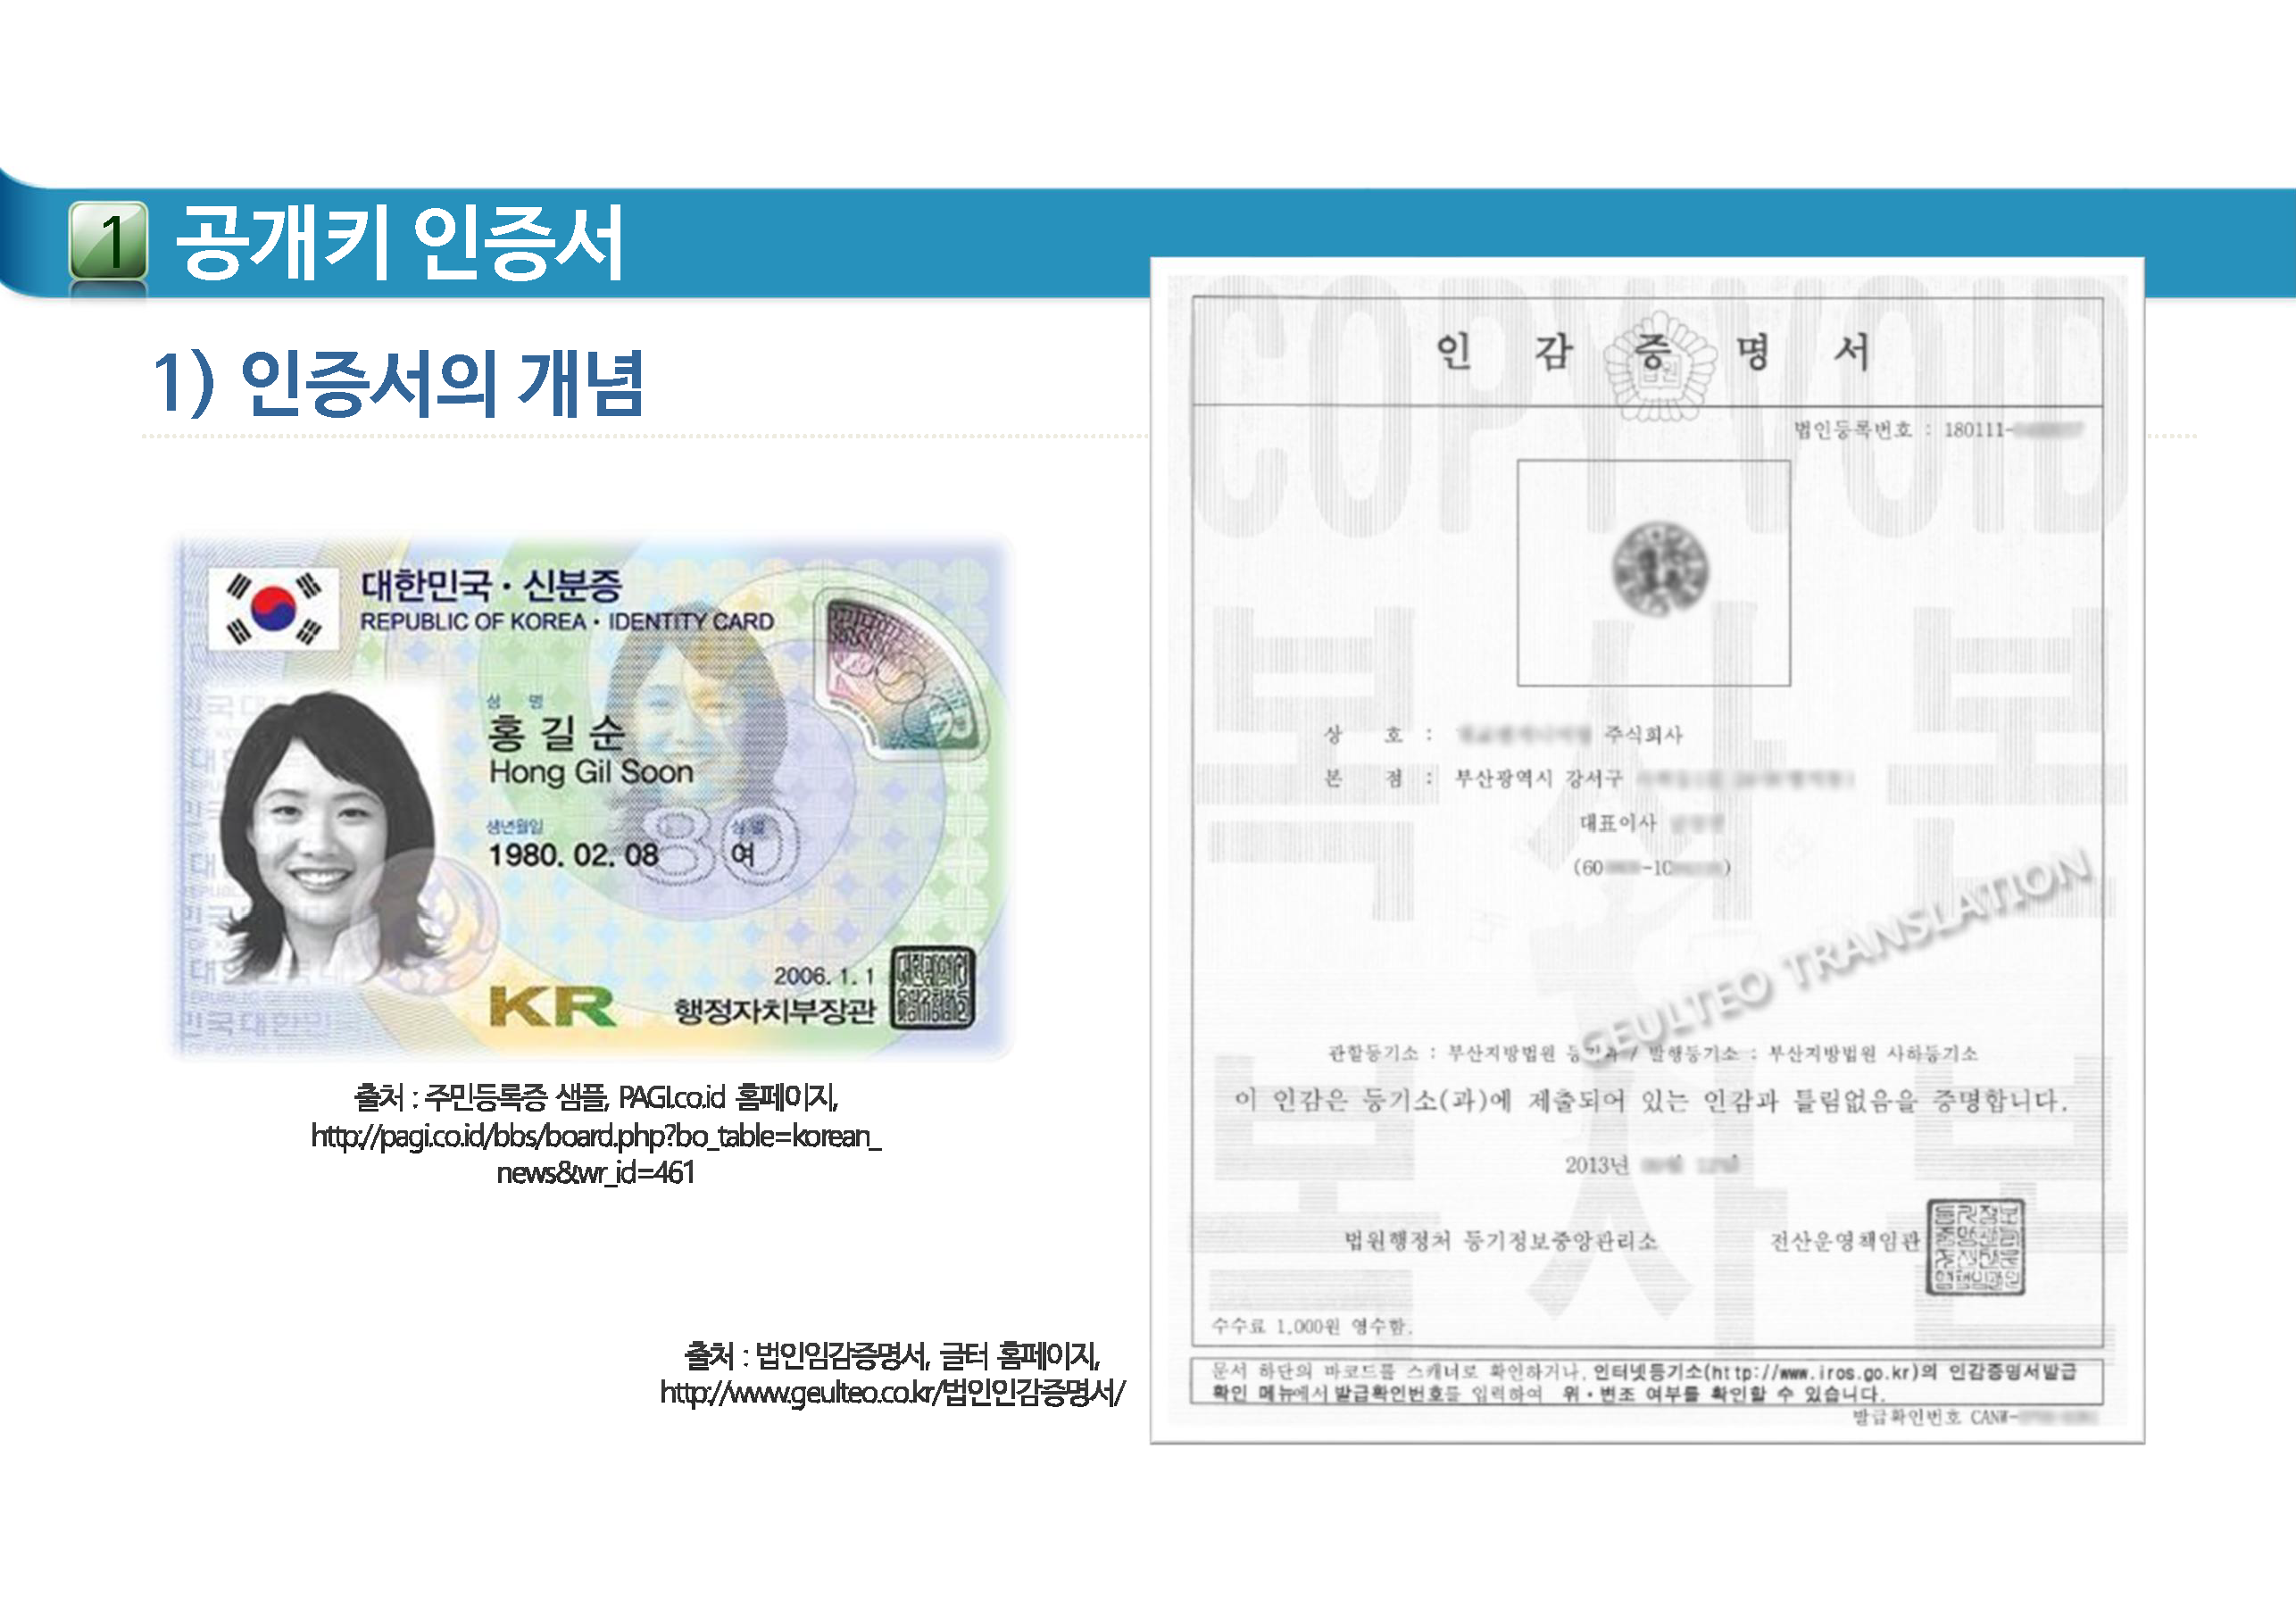 1 공개키 인증서
1) 인증서의 개념
대한민국 · 신분증
REPUBLIC OF KOREA · IDENTITY CARD
성 명
홍 길 순
Hong Gil Soon
생년월일
성별
1980. 02. 08
여
80
2006. 1. 1
KR 행정자치부장관
출처 : 주민등록증 샘플, PAGI.co.id 홈페이지,
http://pagi.co.id/bbs/board.php?bo_table=korean_
news&wr_id=461
출처 : 법인임감증명서, 글터 홈페이지,
http://www.geulteo.co.kr/법인인감증명서/
COPY VOID
인 감 증 명 서
법원
법인등록번호 : 180111-
상 호 : 주식회사
본 점 : 부산광역시 강서구
대표이사
(60 -10 )
복사본
GEULTEO TRANSLATION
관할등기소 : 부산지방법원 등기과 / 발행등기소 : 부산지방법원 사하등기소
이 인감은 등기소(과)에 제출되어 있는 인감과 틀림없음을 증명합니다.
2013년
법원행정처 등기정보중앙관리소 전산운영책임관
수수료 1,000원 영수함.
복사본
문서 하단의 바코드를 스캐너로 확인하거나, 인터넷등기소(http://www.iros.go.kr)의 인감증명서발급
확인 메뉴에서 발급확인번호를 입력하여 위·변조 여부를 확인할 수 있습니다.
발급확인번호 CANW-